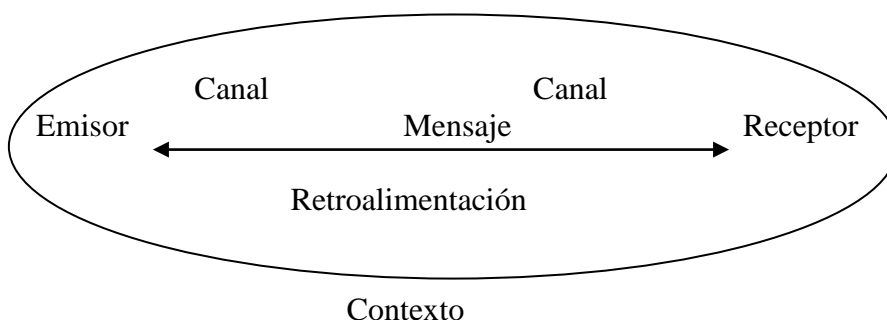 Canal Canal
Emisor Mensaje Receptor
Retroalimentación
Contexto